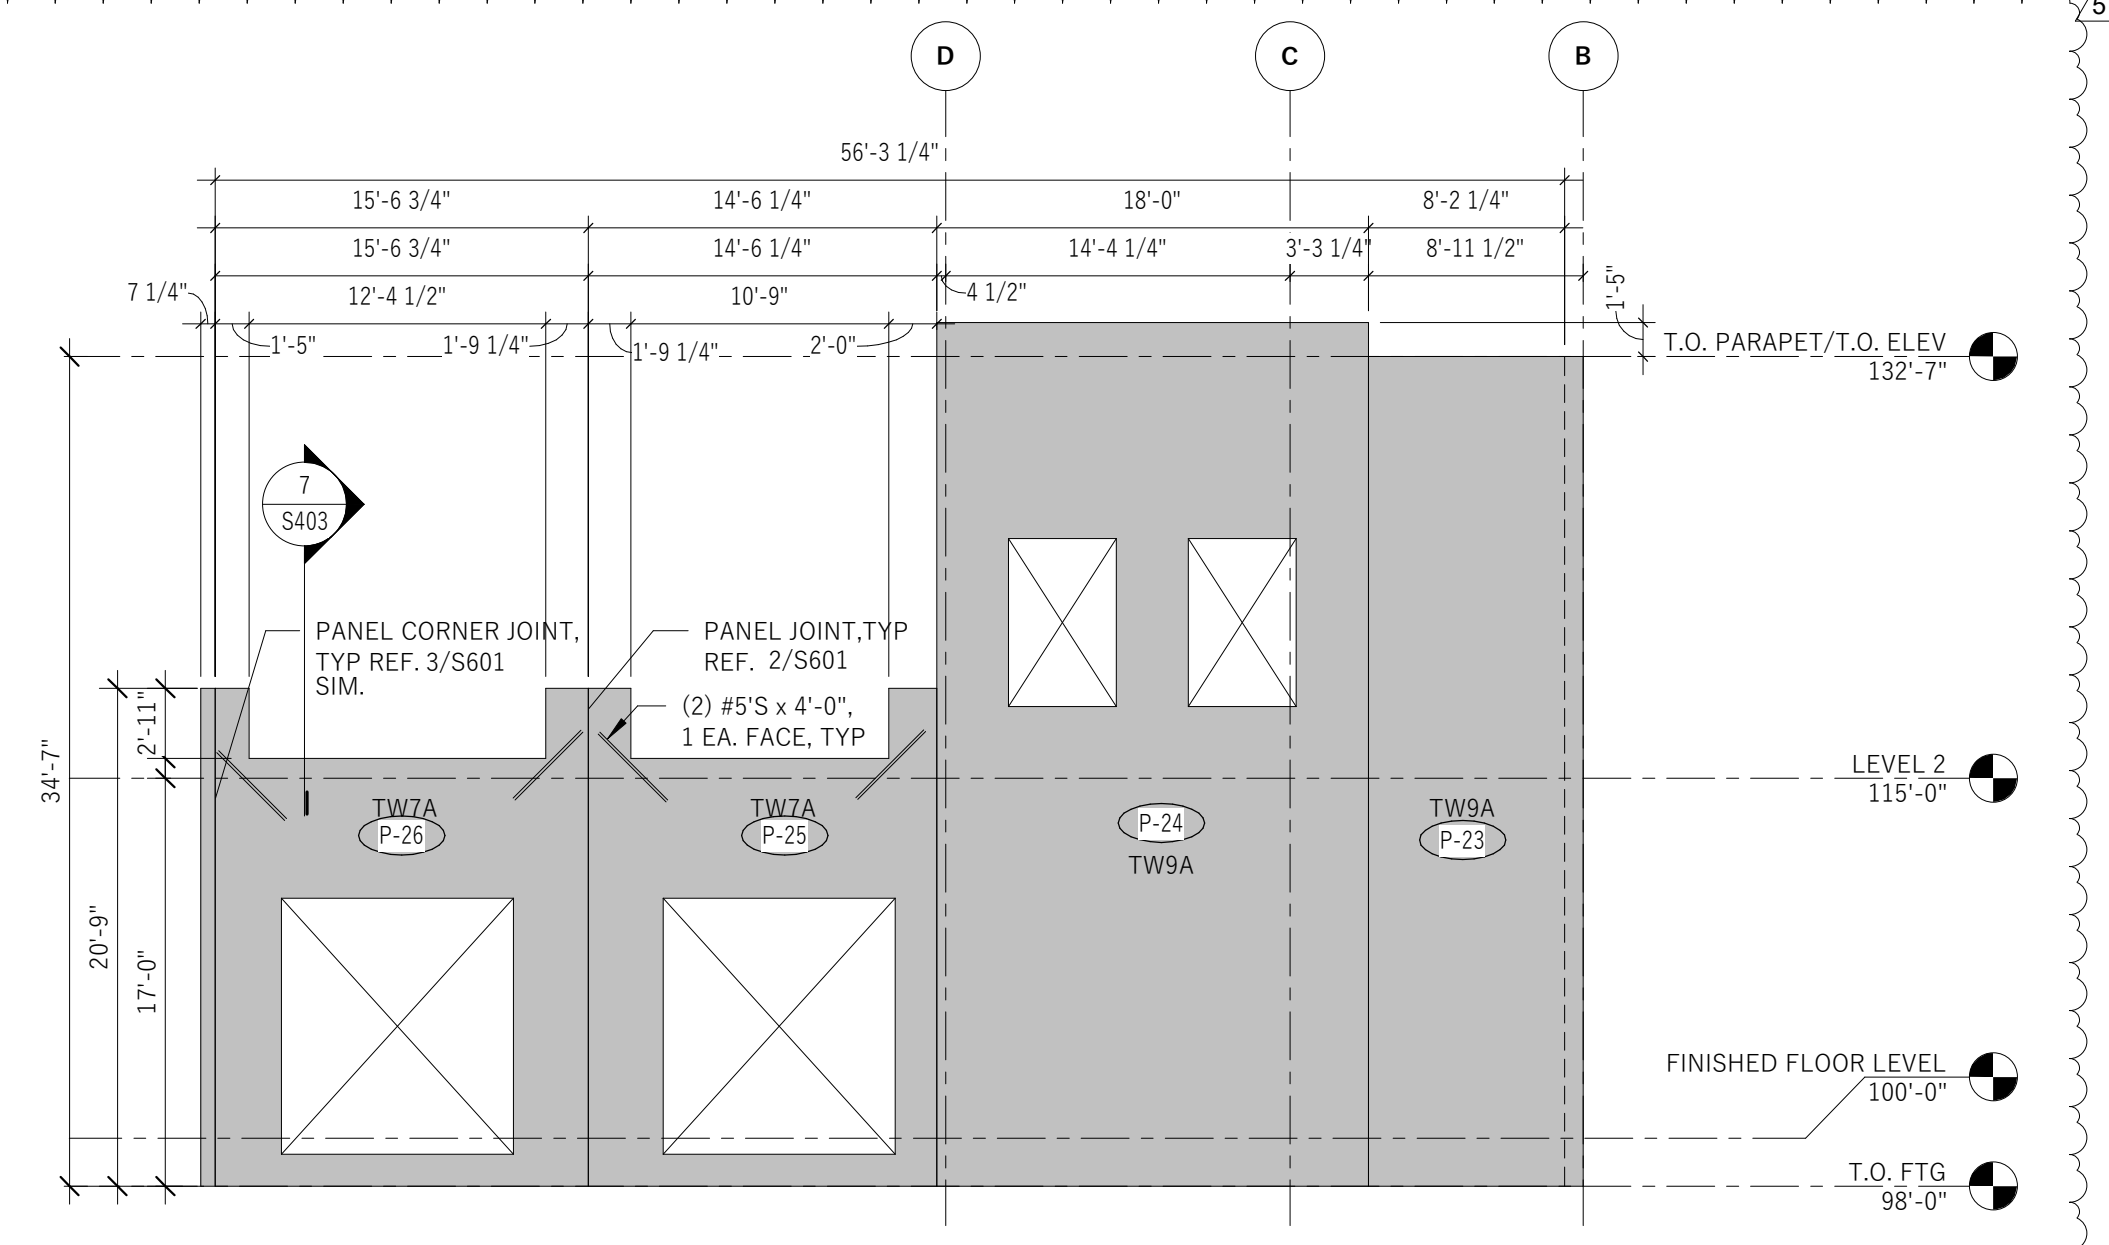 5
D
C
B
56'-3 1/4"
15'-6 3/4"
14'-6 1/4"
18'-0"
8'-2 1/4"
15'-6 3/4"
14'-6 1/4"
14'-4 1/4"
3'-3 1/4"
8'-11 1/2"
7 1/4"
12'-4 1/2"
10'-9"
4 1/2"
1'-5"
1'-5"
1'-9 1/4"
1'-9 1/4"
2'-0"
T.O. PARAPET/T.O. ELEV
132'-7"
7
S403
PANEL CORNER JOINT,
TYP REF. 3/S601
SIM.
PANEL JOINT,TYP
REF. 2/S601
(2) #5'S x 4'-0",
1 EA. FACE, TYP
2'-11"
34'-7"
20'-9"
17'-0"
LEVEL 2
115'-0"
TW7A
P-26
TW7A
P-25
P-24
TW9A
TW9A
P-23
FINISHED FLOOR LEVEL
100'-0"
T.O. FTG
98'-0"